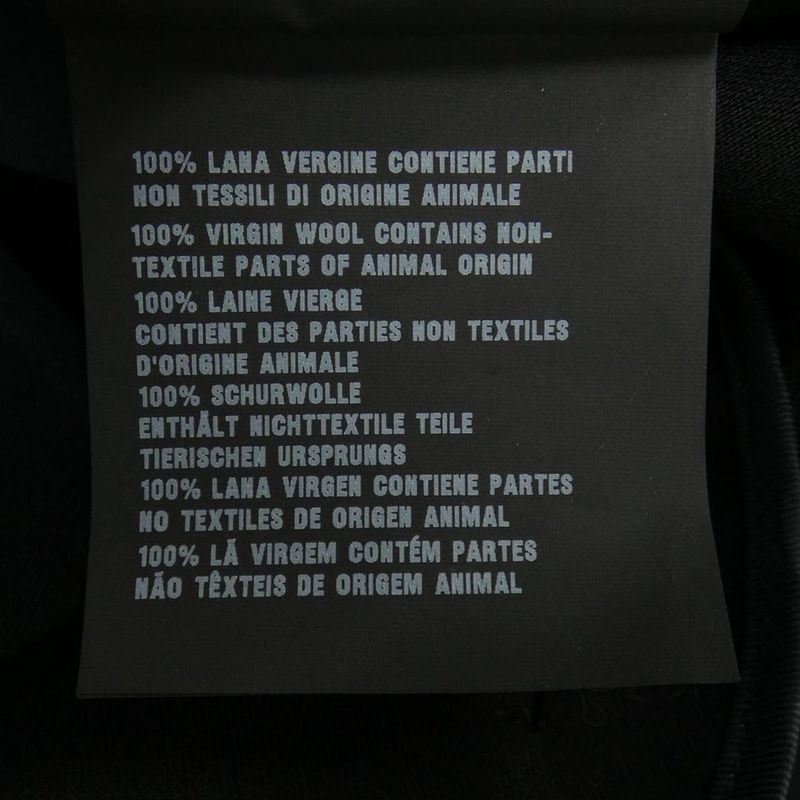 100% LANA VERGINE CONTIENE PARTI
NON TESSILI DI ORIGINE ANIMALE
100% VIRGIN WOOL CONTAINS NON-
TEXTILE PARTS OF ANIMAL ORIGIN
100% LAINE VIERGE
CONTIENT DES PARTIES NON TEXTILES
D'ORIGINE ANIMALE
100% SCHURWOLLE
ENTHÄLT NICHTTEXTILE TEILE
TIERISCHEN URSPRUNGS
100% LANA VIRGEN CONTIENE PARTES
NO TEXTILES DE ORIGEN ANIMAL
100% LÃ VIRGEM CONTÉM PARTES
NÃO TÊXTEIS DE ORIGEM ANIMAL